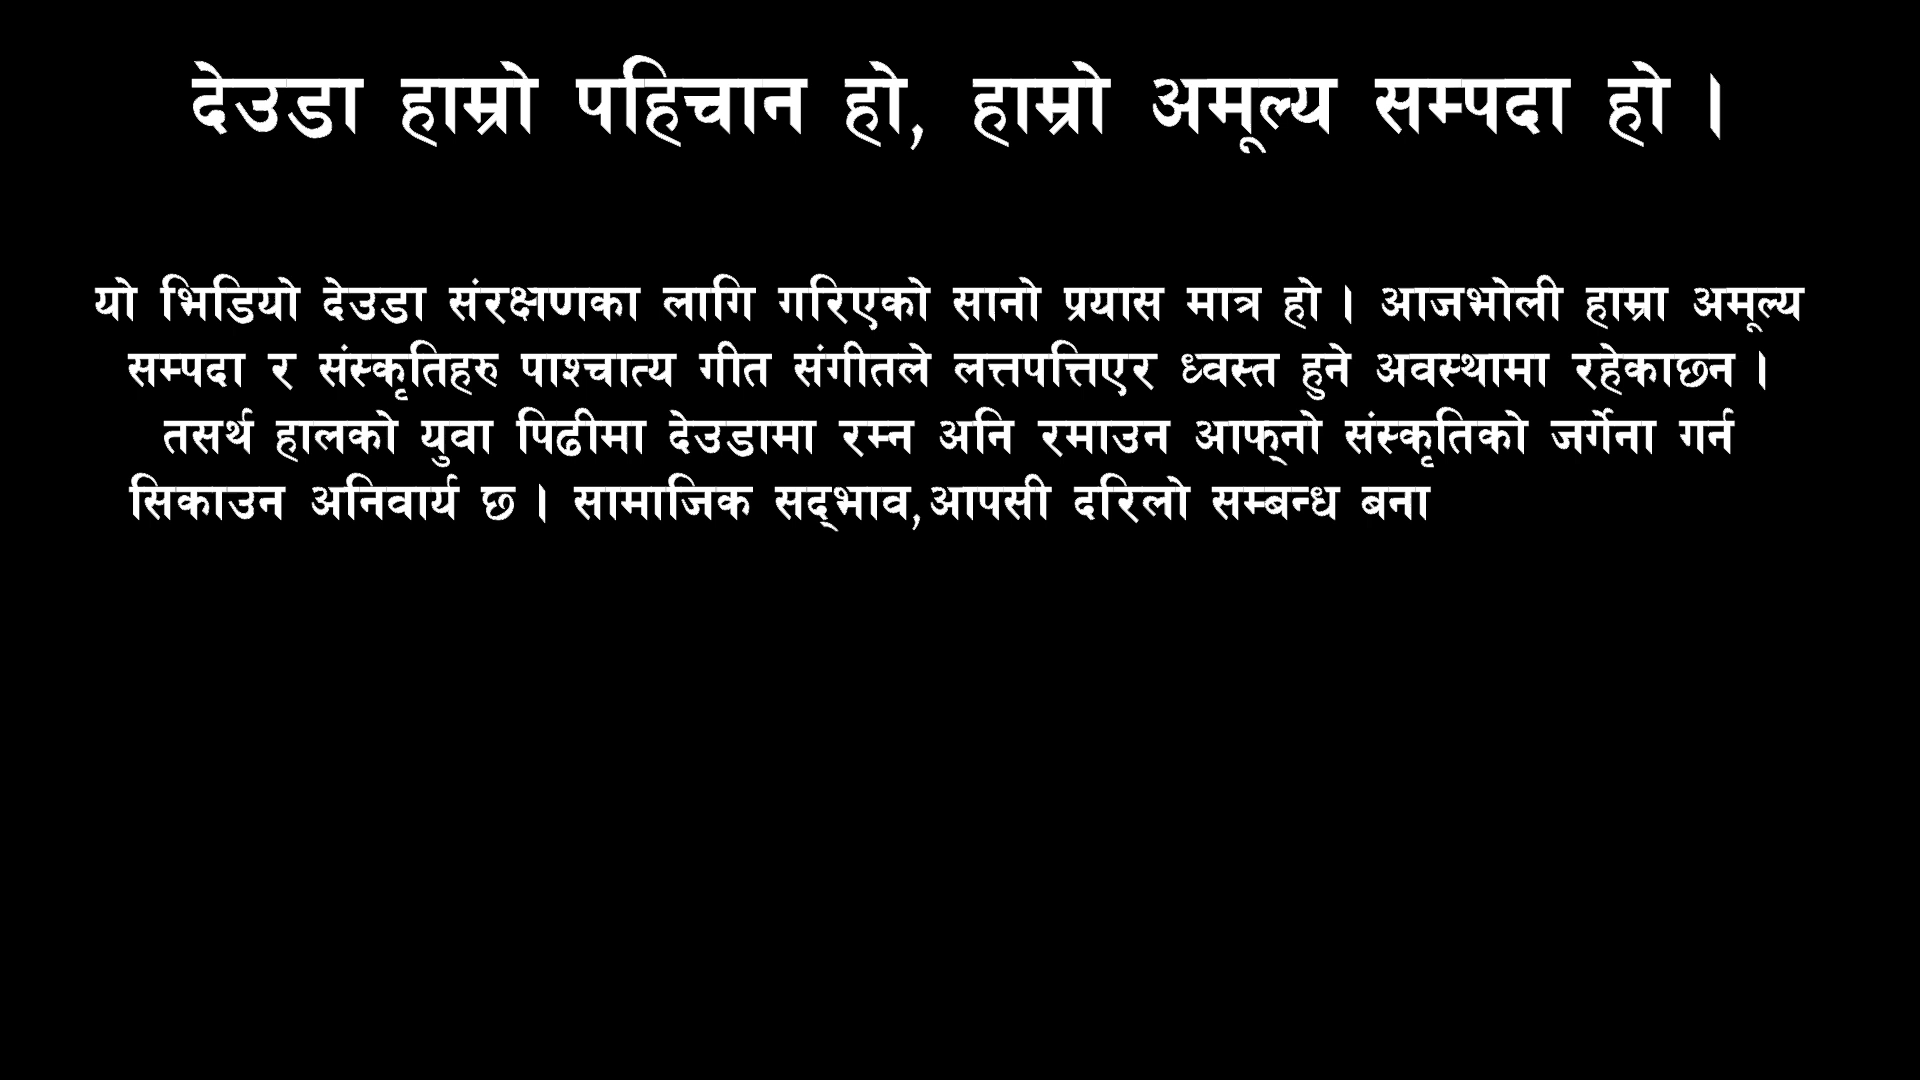 देउडा हाम्रो पहिचान हो, हाम्रो अमूल्य सम्पदा हो ।
यो भिडियो देउडा संरक्षणका लागि गरिएको सानो प्रयास मात्र हो । आजभोली हाम्रा अमूल्य
सम्पदा र संस्कृतिहरु पाश्चात्य गीत संगीतले लत्तपत्तिएर ध्वस्त हुने अवस्थामा रहेकाछन ।
तसर्थ हालको युवा पिढीमा देउडामा रम्न अनि रमाउन आफ्नो संस्कृतिको जर्गेना गर्न
सिकाउन अनिवार्य छ । सामाजिक सद्भाव,आपसी दरिलो सम्बन्ध बना